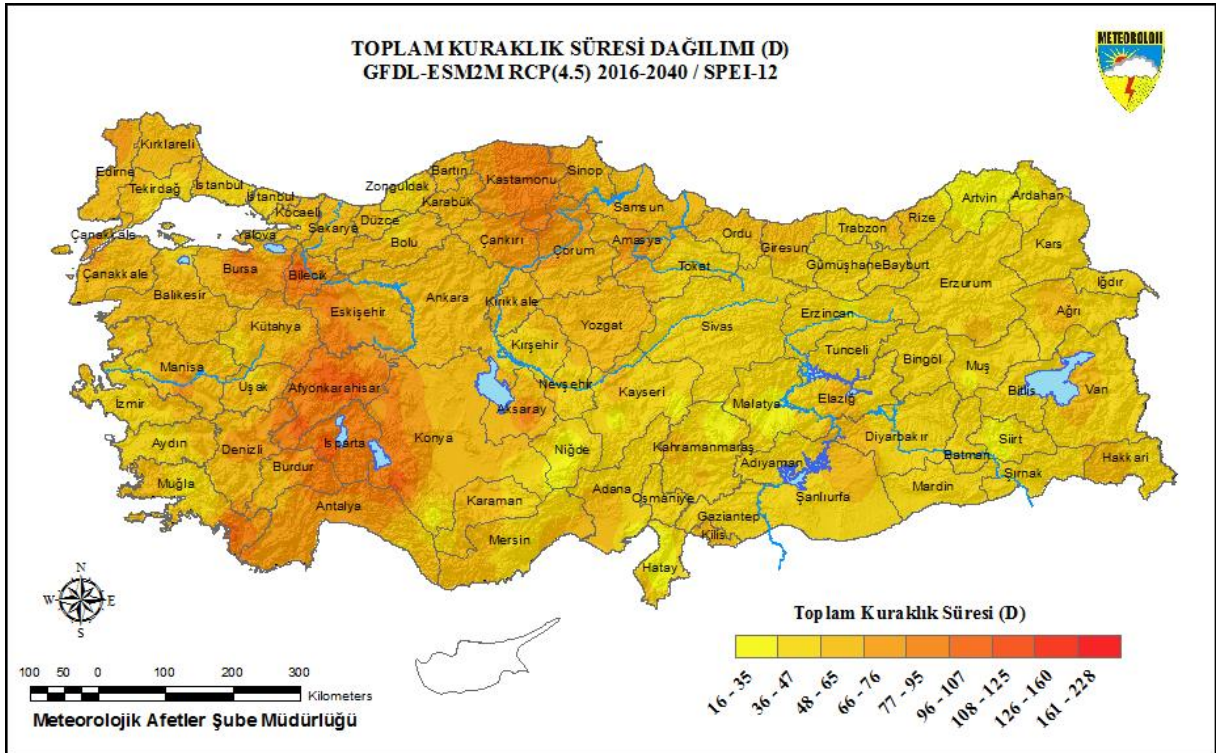 TOPLAM KURAKLIK SÜRESİ DAĞILIMI (D)
GFDL-ESM2M RCP(4.5) 2016-2040 / SPEI-12
METEOROLOJİ
Kırklareli
Edirne
Tekirdağ
İstanbul
İstanbul
Kocaeli
Yalova
Sakarya
Düzce
Zonguldak
Bartın
Karabük
Bolu
Kastamonu
Sinop
Samsun
Çankırı
Çorum
Amasya
Tokat
Ordu
Giresun
Trabzon
Rize
Artvin
Ardahan
Kars
Gümüşhane
Bayburt
Erzurum
Iğdır
Ağrı
Çanakkale
Çanakkale
Bursa
Bilecik
Balıkesir
Eskişehir
Ankara
Kırıkkale
Yozgat
Sivas
Erzincan
Tunceli
Bingöl
Muş
Bitlis
Van
Kütahya
Kırşehir
Nevşehir
Kayseri
Malatya
Elazığ
Manisa
Uşak
Afyonkarahisar
Aksaray
Konya
Niğde
Kahramanmaraş
Adıyaman
Diyarbakır
Batman
Siirt
Şırnak
Hakkari
İzmir
Aydın
Denizli
Isparta
Burdur
Muğla
Antalya
Karaman
Mersin
Adana
Osmaniye
Gaziantep
Kilis
Şanlıurfa
Mardin
Hatay
N
W
E
S
100 50 0 100 200 300
Kilometers
Meteorolojik Afetler Şube Müdürlüğü
Toplam Kuraklık Süresi (D)
16 - 35
36 - 47
48 - 65
66 - 76
77 - 95
96 - 107
108 - 125
126 - 160
161 - 228